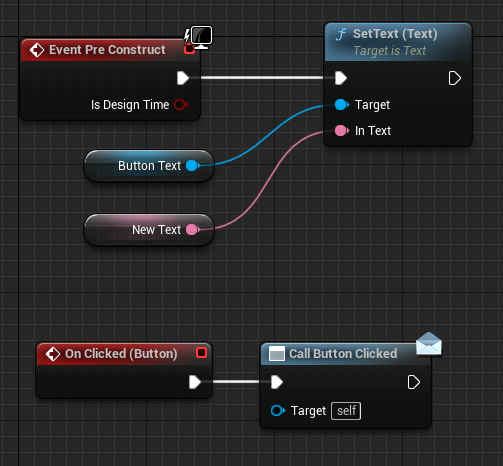 Event Pre Construct
Is Design Time
SetText (Text)
Target is Text
Target
In Text
Button Text
New Text
On Clicked (Button)
Call Button Clicked
Target self